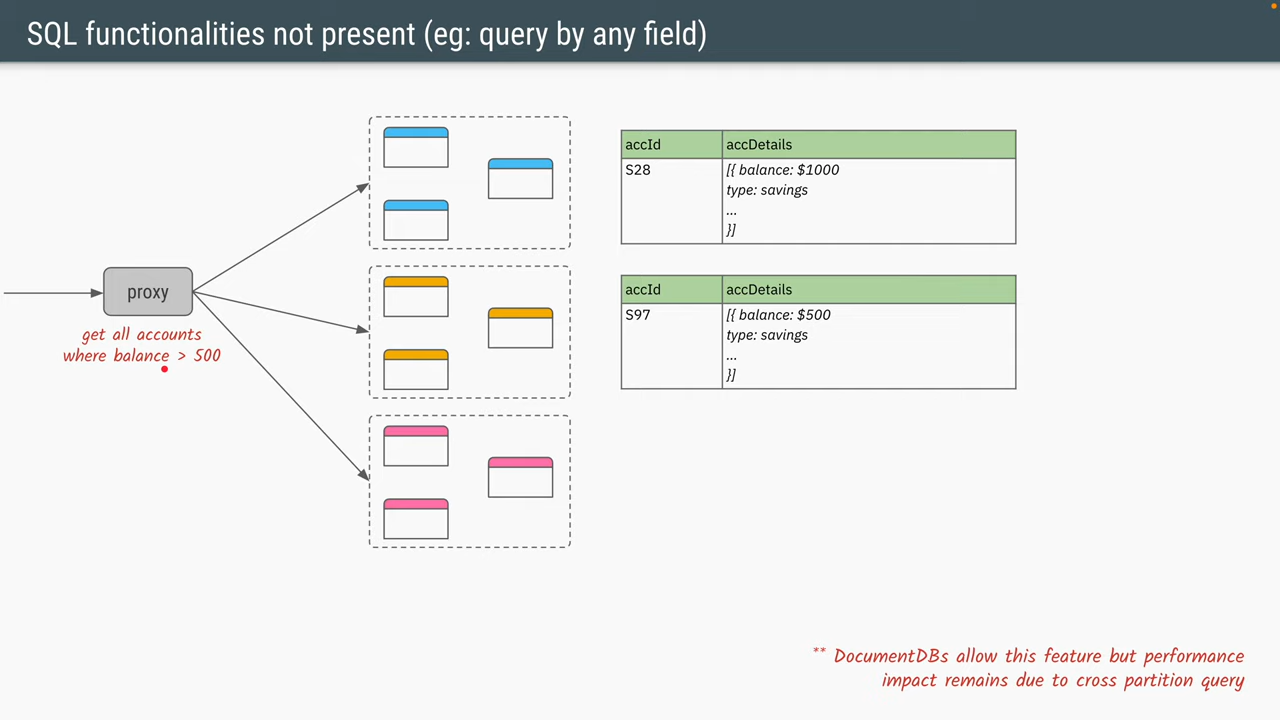 SQL functionalities not present (eg: query by any field)
proxy
get all accounts
where balance > 500
accId accDetails
S28 [{ balance: $1000
type: savings
...
}]
accId accDetails
S97 [{ balance: $500
type: savings
...
}]
** DocumentDBs allow this feature but performance
impact remains due to cross partition query